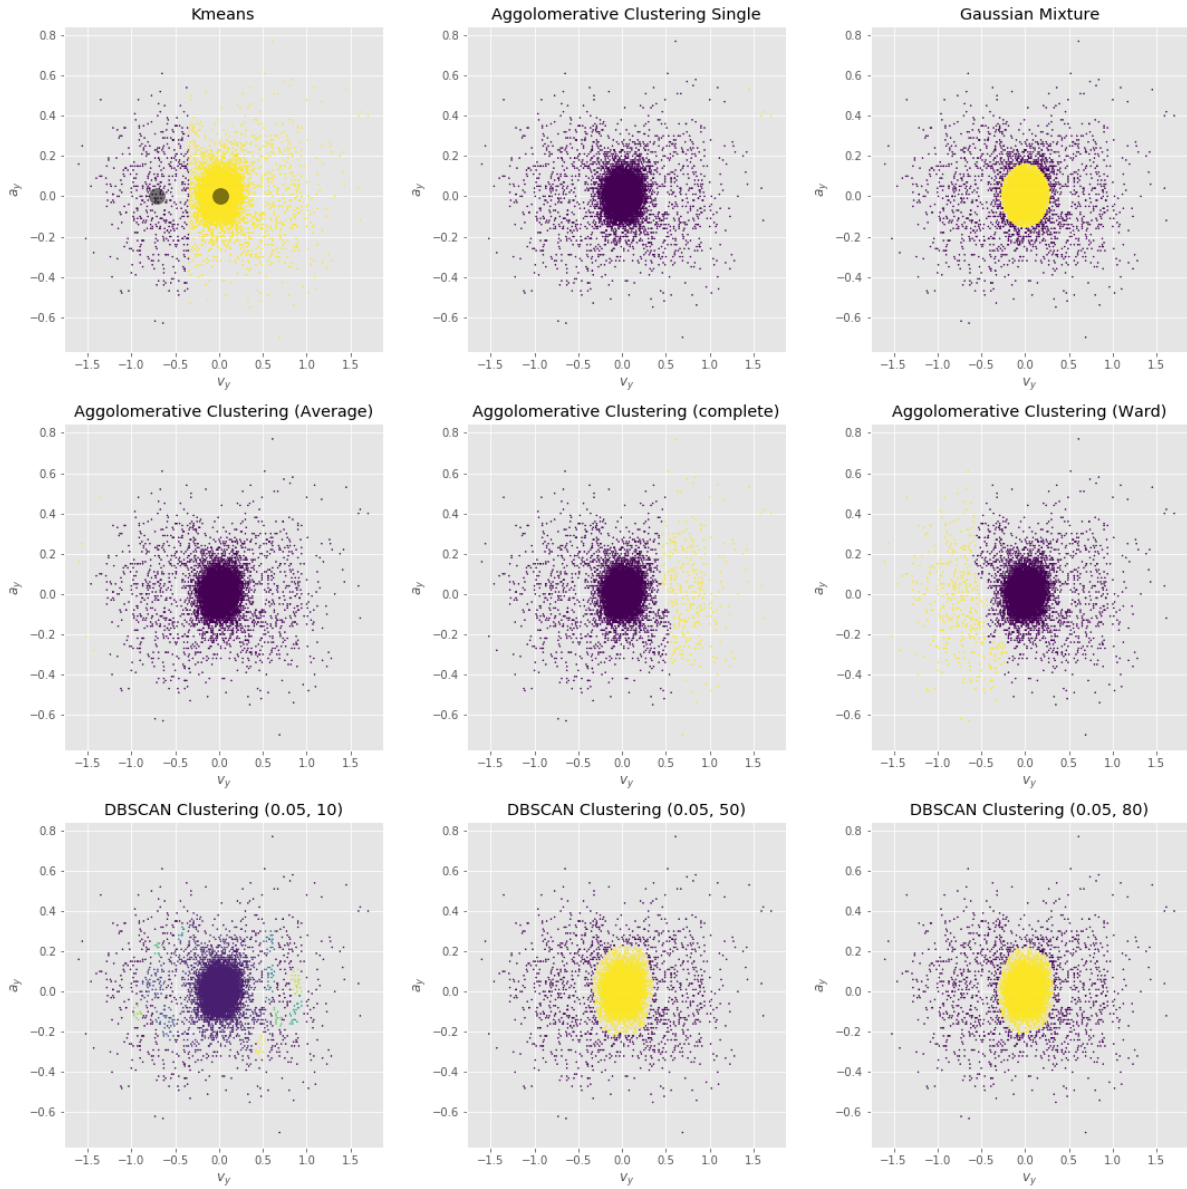 Kmeans
Aggolomerative Clustering Single
Gaussian Mixture
0.8
0.6
0.4
0.2
0.0
−0.2
−0.4
−0.6
a_y
−1.5 −1.0 −0.5 0.0 0.5 1.0 1.5
v_y
0.8
0.6
0.4
0.2
0.0
−0.2
−0.4
−0.6
a_y
−1.5 −1.0 −0.5 0.0 0.5 1.0 1.5
v_y
0.8
0.6
0.4
0.2
0.0
−0.2
−0.4
−0.6
a_y
−1.5 −1.0 −0.5 0.0 0.5 1.0 1.5
v_y
Aggolomerative Clustering (Average)
Aggolomerative Clustering (complete)
Aggolomerative Clustering (Ward)
0.8
0.6
0.4
0.2
0.0
−0.2
−0.4
−0.6
a_y
−1.5 −1.0 −0.5 0.0 0.5 1.0 1.5
v_y
0.8
0.6
0.4
0.2
0.0
−0.2
−0.4
−0.6
a_y
−1.5 −1.0 −0.5 0.0 0.5 1.0 1.5
v_y
0.8
0.6
0.4
0.2
0.0
−0.2
−0.4
−0.6
a_y
−1.5 −1.0 −0.5 0.0 0.5 1.0 1.5
v_y
DBSCAN Clustering (0.05, 10)
DBSCAN Clustering (0.05, 50)
DBSCAN Clustering (0.05, 80)
0.8
0.6
0.4
0.2
0.0
−0.2
−0.4
−0.6
a_y
−1.5 −1.0 −0.5 0.0 0.5 1.0 1.5
v_y
0.8
0.6
0.4
0.2
0.0
−0.2
−0.4
−0.6
a_y
−1.5 −1.0 −0.5 0.0 0.5 1.0 1.5
v_y
0.8
0.6
0.4
0.2
0.0
−0.2
−0.4
−0.6
a_y
−1.5 −1.0 −0.5 0.0 0.5 1.0 1.5
v_y